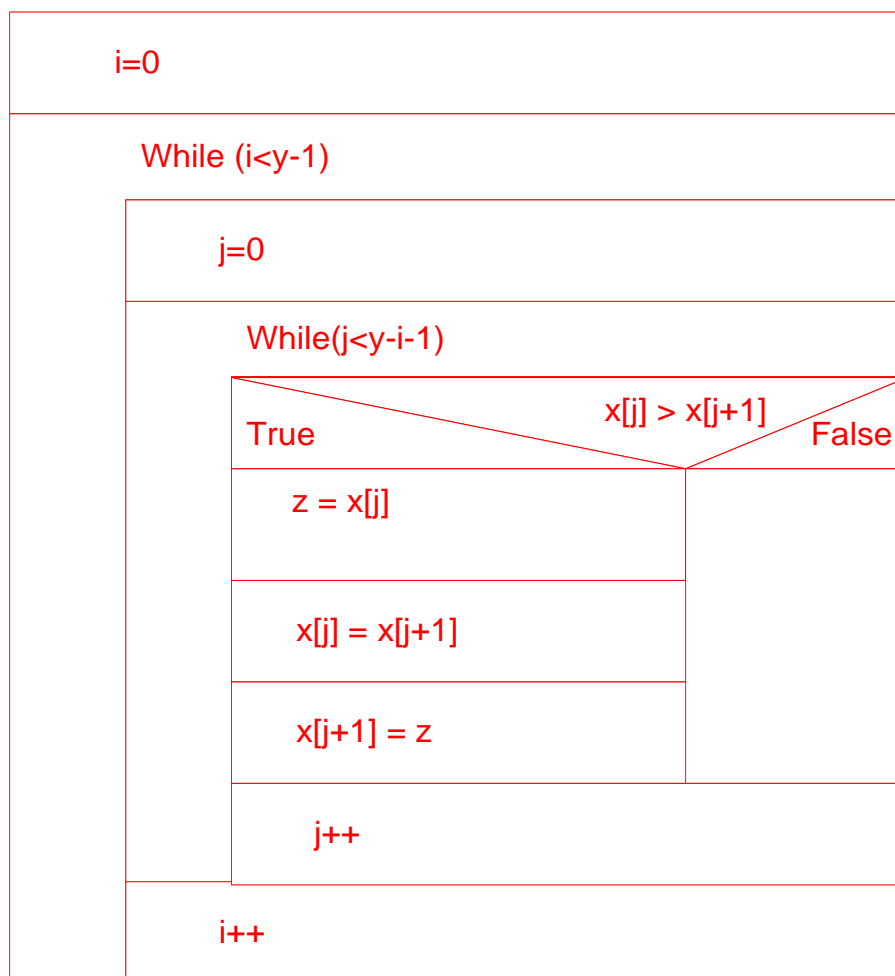 i=0
While (i<y-1)
j=0
While(j<y-i-1)
x[j] > x[j+1]
True
False
z = x[j]
x[j] = x[j+1]
x[j+1] = z
j++
i++